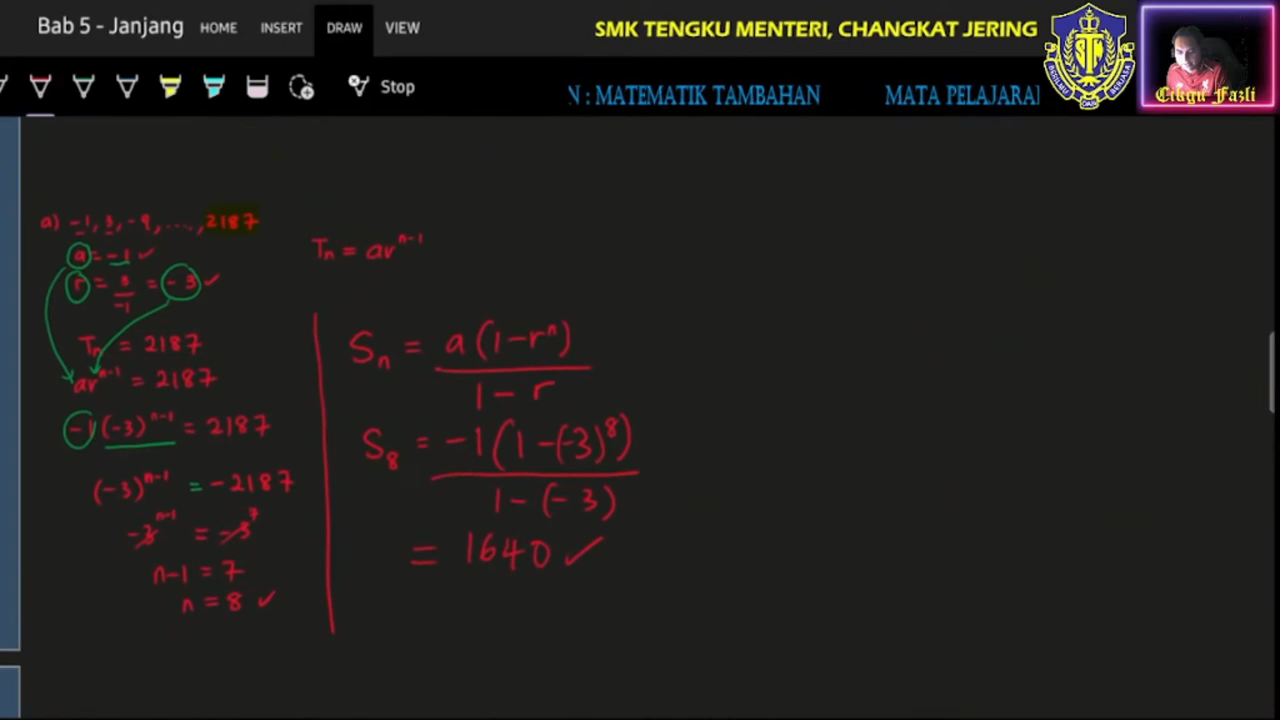 Bab 5 - Janjang HOME INSERT DRAW VIEW
SMK TENGKU MENTERI, CHANGKAT JERING
Stop
: MATEMATIK TAMBAHAN MATA PELAJARAN
Cikgu Fazli
a) -1, 3, -9, ...., 2187
a = -1 ✓
r = 3/-1 = -3 ✓
Tn = 2187
ar^(n-1) = 2187
-1(-3)^(n-1) = 2187
(-3)^(n-1) = -2187
-3^(n-1) = -3^7
n-1 = 7
n = 8 ✓
Tn = ar^(n-1)
Sn = a(1-r^n)
1 - r
S8 = -1(1-(-3)^8)
1-(-3)
= 1640 ✓